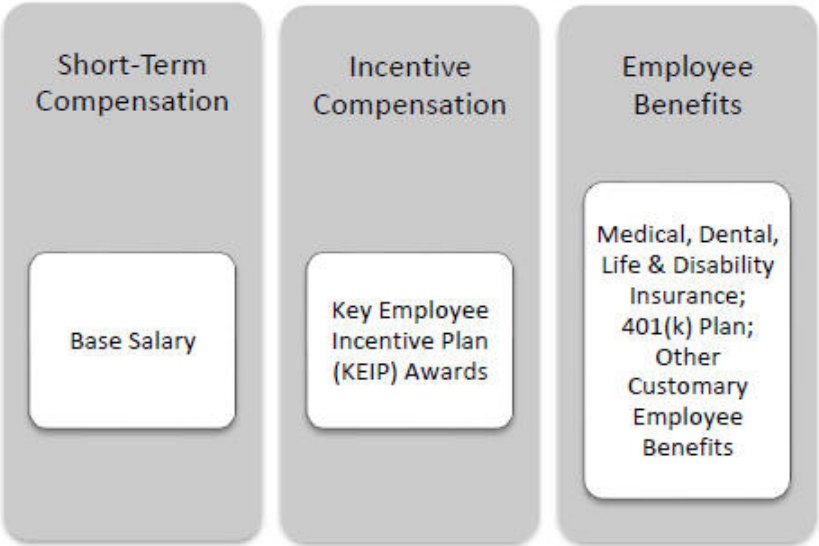 Short-Term
Compensation
Base Salary
Incentive
Compensation
Key Employee
Incentive Plan
(KEIP) Awards
Employee
Benefits
Medical, Dental,
Life & Disability
Insurance;
401(k) Plan;
Other
Customary
Employee
Benefits